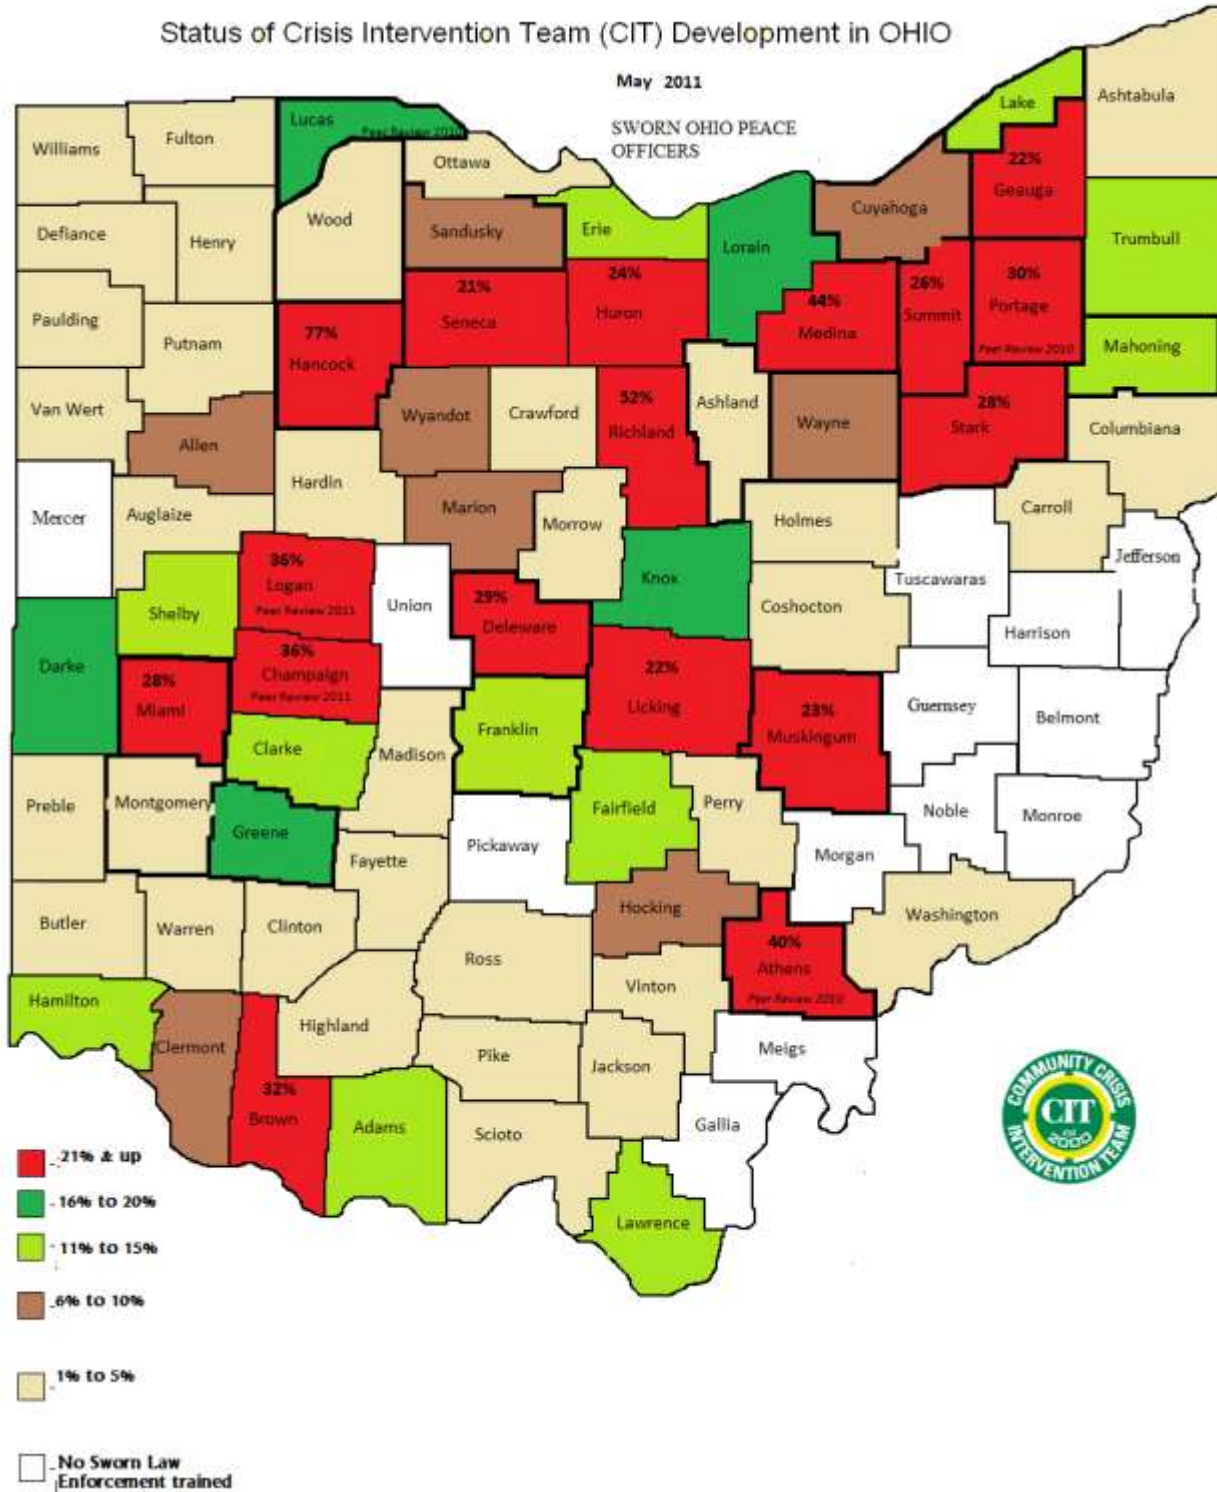 Status of Crisis Intervention Team (CIT) Development in OHIO
May 2011
SWORN OHIO PEACE
OFFICERS
Lake
Ashtabula
Lucas
Peer Review 2010
Williams
Fulton
Ottawa
22%
Geauga
Cuyahoga
Defiance
Henry
Wood
Sandusky
Erie
Lorain
Trumbull
21%
Seneca
24%
Huron
44%
Medina
26%
Summit
30%
Portage
Peer Review 2010
Mahoning
Paulding
Putnam
77%
Hancock
Van Wert
Allen
Wyandot
Crawford
32%
Richland
Ashland
Wayne
28%
Stark
Columbiana
Mercer
Auglaize
Hardin
Marion
Morrow
Holmes
Carroll
Jefferson
Tuscawaras
Knox
Coshocton
Harrison
36%
Logan
Peer Review 2011
Union
29%
Deleware
Shelby
Darke
36%
Champaign
Peer Review 2011
28%
Miami
22%
Licking
23%
Muskingum
Guernsey
Belmont
Clarke
Madison
Franklin
Preble
Montgomery
Greene
Fairfield
Perry
Noble
Monroe
Fayette
Pickaway
Morgan
Butler
Warren
Clinton
Hocking
Washington
Ross
Vinton
40%
Athens
Peer Review 2010
Hamilton
Clermont
Highland
Pike
Jackson
Meigs
32%
Brown
Adams
Scioto
Gallia
Lawrence
COMMUNITY CRISIS
CIT
est
2000
INTERVENTION TEAM
21% & up
16% to 20%
11% to 15%
6% to 10%
1% to 5%
No Sworn Law
Enforcement trained